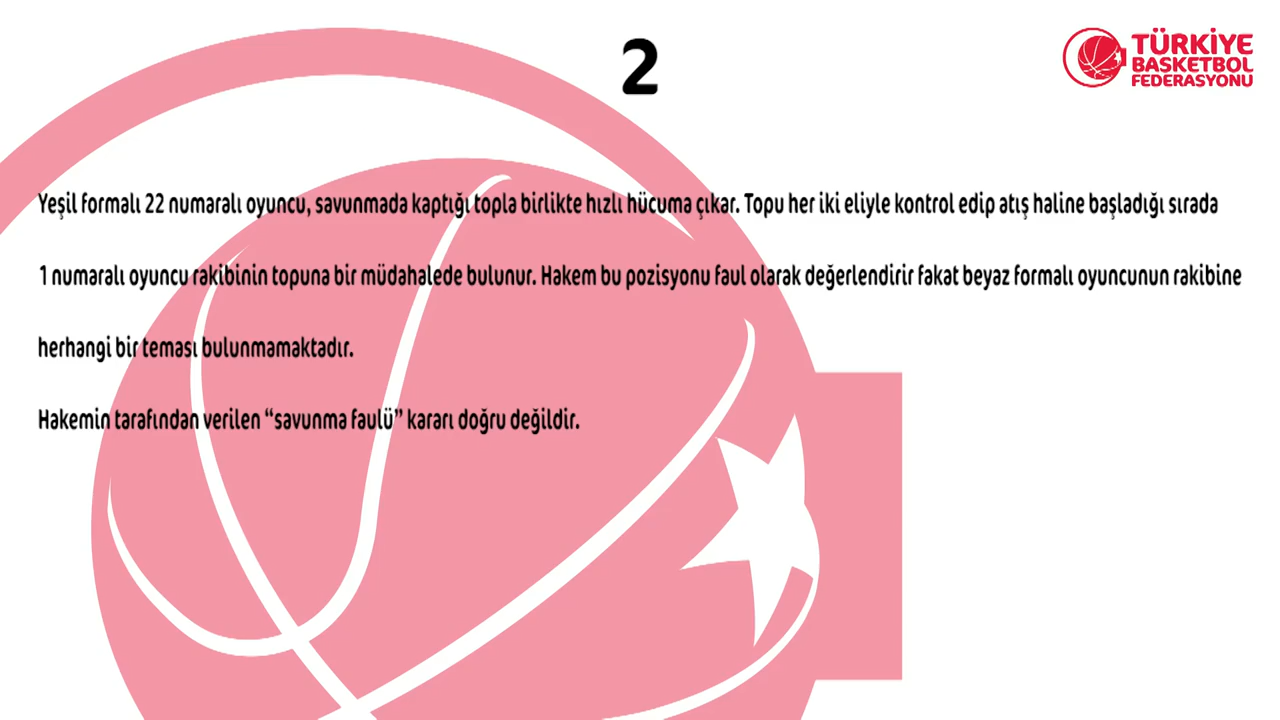 2
TÜRKİYE
BASKETBOL
FEDERASYONU
Yeşil formalı 22 numaralı oyuncu, savunmada kaptığı topla birlikte hızlı hücuma çıkar. Topu her iki eliyle kontrol edip atış haline başladığı sırada
1 numaralı oyuncu rakibinin topuna bir müdahalede bulunur. Hakem bu pozisyonu faul olarak değerlendirir fakat beyaz formalı oyuncunun rakibine
herhangi bir teması bulunmamaktadır.
Hakemin tarafından verilen “savunma faulü” kararı doğru değildir.